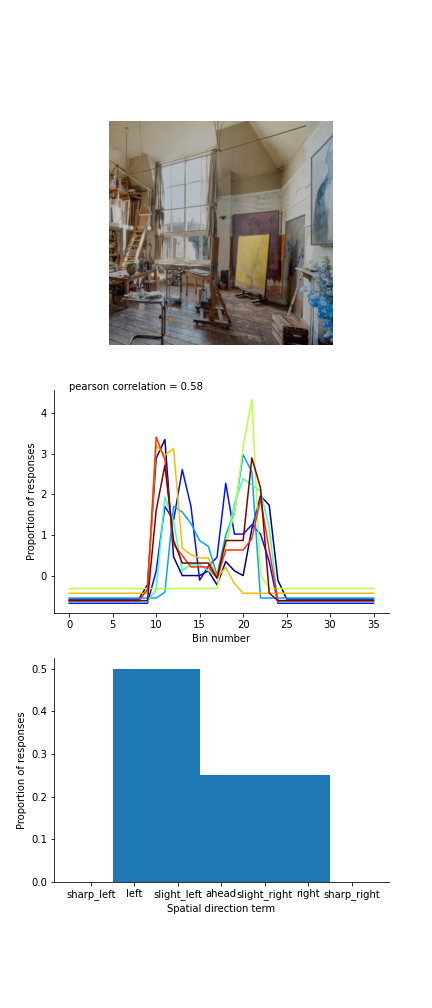 pearson correlation = 0.58
4
3
2
1
0
Proportion of responses
0 5 10 15 20 25 30 35
Bin number
0.5
0.4
0.3
0.2
0.1
0.0
Proportion of responses
sharp_left left slight_left ahead slight_right right sharp_right
Spatial direction term